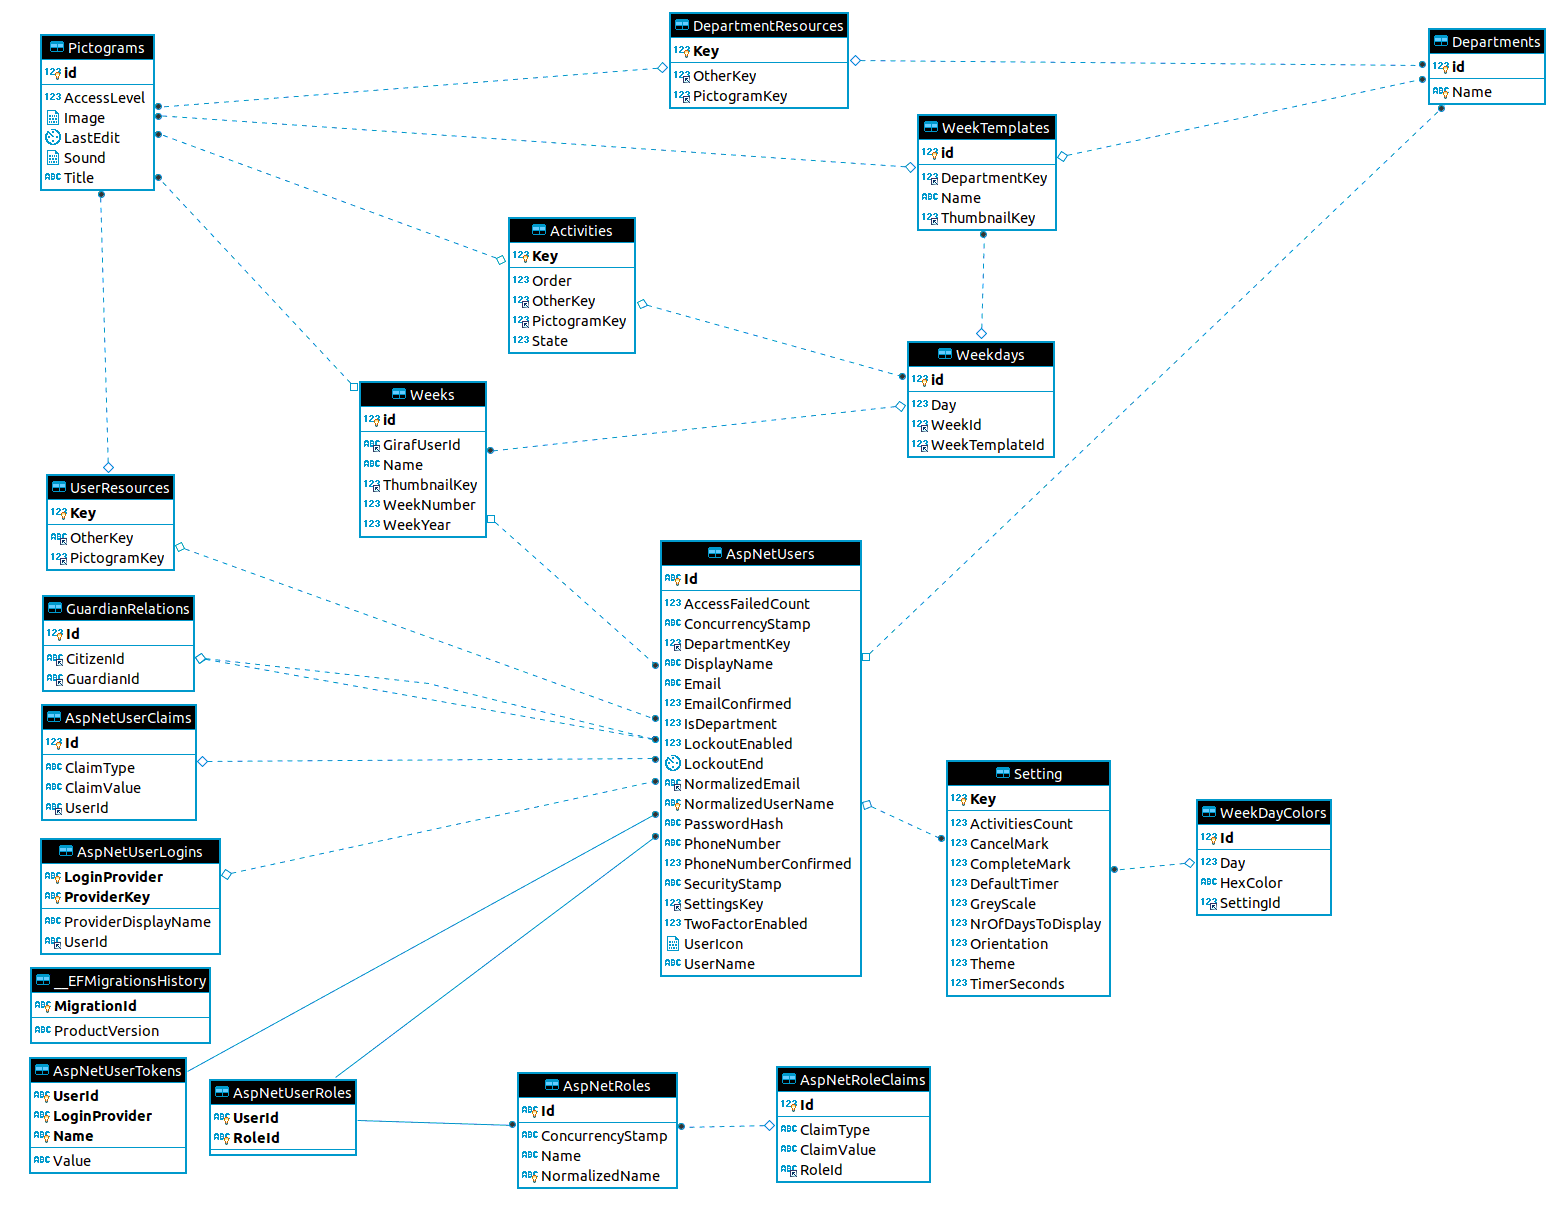 Pictograms
123 id
123 AccessLevel
Image
LastEdit
Sound
ABC Title
DepartmentResources
123 Key
123 OtherKey
123 PictogramKey
Departments
123 id
ABC Name
WeekTemplates
123 id
123 DepartmentKey
ABC Name
123 ThumbnailKey
Activities
123 Key
123 Order
123 OtherKey
123 PictogramKey
123 State
Weekdays
123 id
123 Day
123 WeekId
123 WeekTemplateId
Weeks
123 id
ABC GirafUserId
ABC Name
123 ThumbnailKey
123 WeekNumber
123 WeekYear
UserResources
123 Key
ABC OtherKey
123 PictogramKey
AspNetUsers
ABC Id
123 AccessFailedCount
ABC ConcurrencyStamp
123 DepartmentKey
ABC DisplayName
ABC Email
123 EmailConfirmed
123 IsDepartment
123 LockoutEnabled
LockoutEnd
ABC NormalizedEmail
ABC NormalizedUserName
ABC PasswordHash
ABC PhoneNumber
123 PhoneNumberConfirmed
ABC SecurityStamp
123 SettingsKey
123 TwoFactorEnabled
UserIcon
ABC UserName
GuardianRelations
123 Id
ABC CitizenId
ABC GuardianId
AspNetUserClaims
123 Id
ABC ClaimType
ABC ClaimValue
ABC UserId
Setting
123 Key
123 ActivitiesCount
123 CancelMark
123 CompleteMark
123 DefaultTimer
123 GreyScale
123 NrOfDaysToDisplay
123 Orientation
123 Theme
123 TimerSeconds
WeekDayColors
123 Id
123 Day
ABC HexColor
123 SettingId
AspNetUserLogins
ABC LoginProvider
ABC ProviderKey
ABC ProviderDisplayName
ABC UserId
__EFMigrationsHistory
ABC MigrationId
ABC ProductVersion
AspNetUserTokens
ABC UserId
ABC LoginProvider
ABC Name
ABC Value
AspNetUserRoles
ABC UserId
ABC RoleId
AspNetRoles
ABC Id
ABC ConcurrencyStamp
ABC Name
ABC NormalizedName
AspNetRoleClaims
123 Id
ABC ClaimType
ABC ClaimValue
ABC RoleId